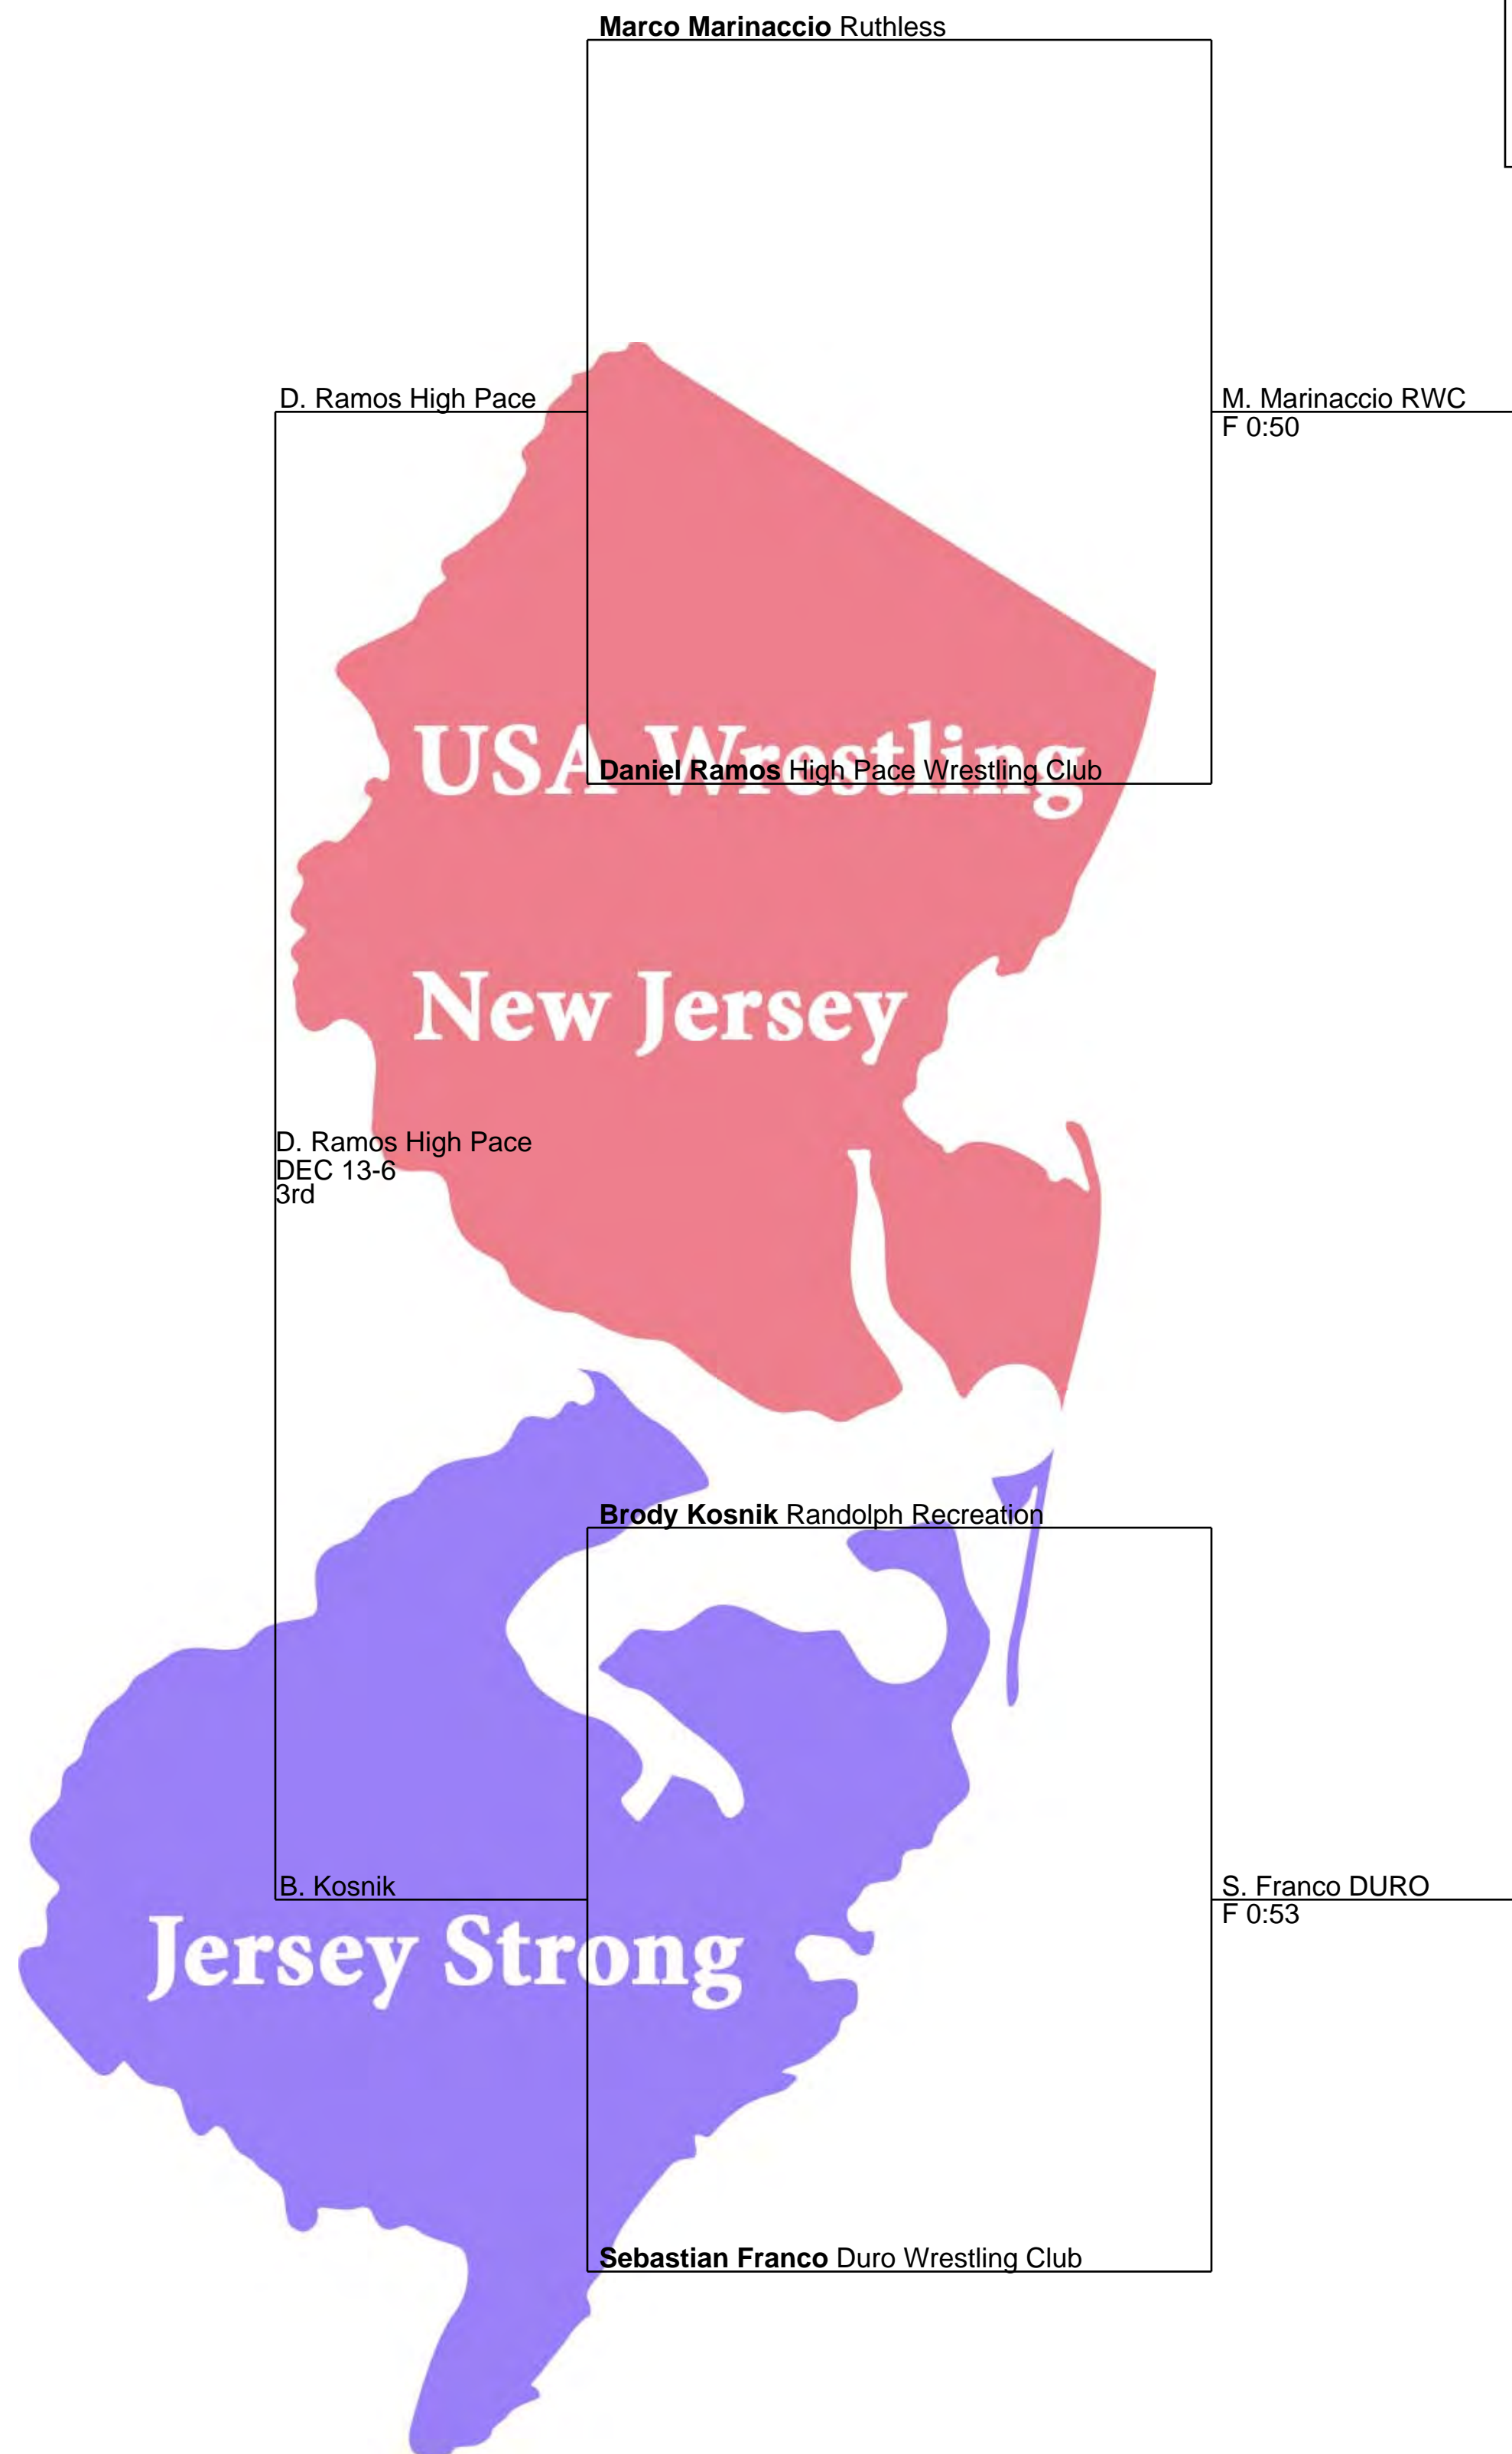 Marco Marinaccio Ruthless
D. Ramos High Pace
M. Marinaccio RWC
F 0:50
USA Wrestling
Daniel Ramos High Pace Wrestling Club
New Jersey
D. Ramos High Pace
DEC 13-6
3rd
Brody Kosnik Randolph Recreation
B. Kosnik
S. Franco DURO
F 0:53
Jersey Strong
Sebastian Franco Duro Wrestling Club